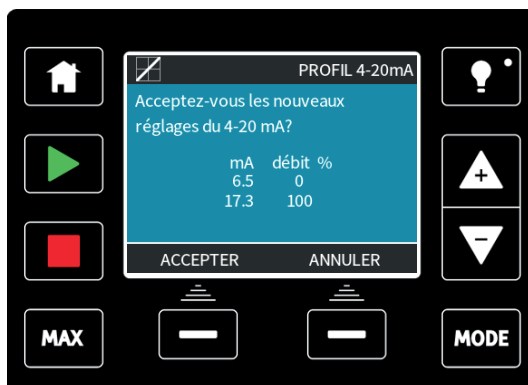 PROFIL 4-20mA
Acceptez-vous les nouveaux
réglages du 4-20 mA?
mA débit %
6.5 0
17.3 100
ACCEPTER ANNULER
+
-
MAX MODE